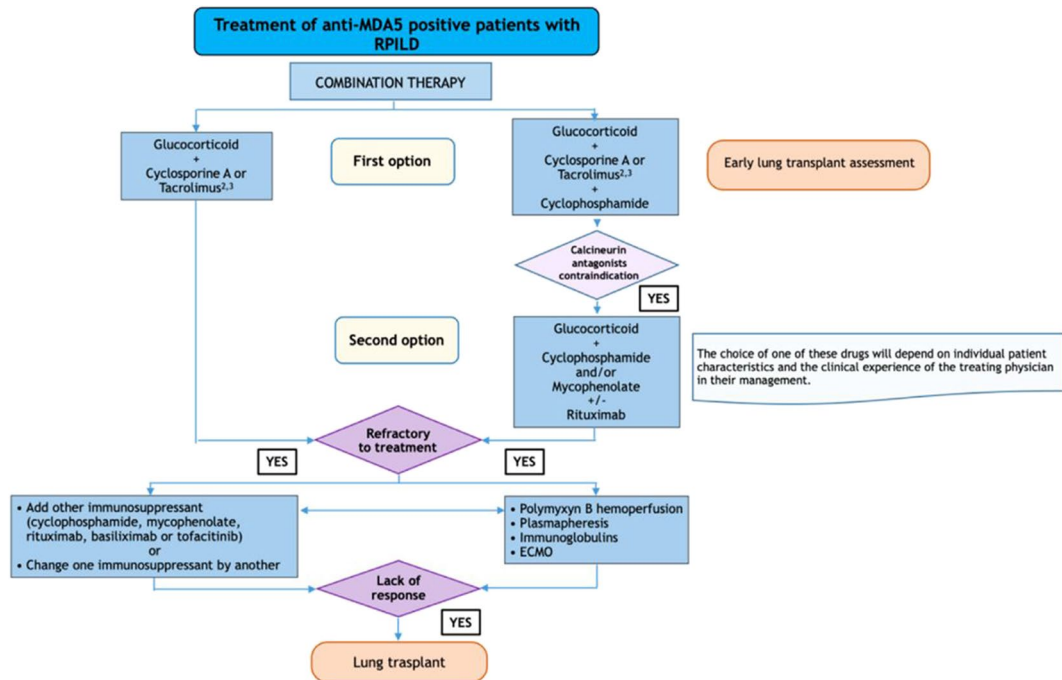 Treatment of anti-MDA5 positive patients with
RPILD
COMBINATION THERAPY
Glucocorticoid
+
Cyclosporine A or
Tacrolimus2,3
First option
Glucocorticoid
+
Cyclosporine A or
Tacrolimus2,3
+
Cyclophosphamide
Early lung transplant assessment
Calcineurin
antagonists
contraindication
YES
Second option
Glucocorticoid
+
Cyclophosphamide
and/or
Mycophenolate
+/-
Rituximab
The choice of one of these drugs will depend on individual patient
characteristics and the clinical experience of the treating physician
in their management.
Refractory
to treatment
YES
YES
• Add other immunosuppressant
(cyclophosphamide, mycophenolate,
rituximab, basiliximab or tofacitinib)
or
• Change one immunosuppressant by another
• Polymyxyn B hemoperfusion
• Plasmapheresis
• Immunoglobulins
• ECMO
Lack of
response
YES
Lung trasplant